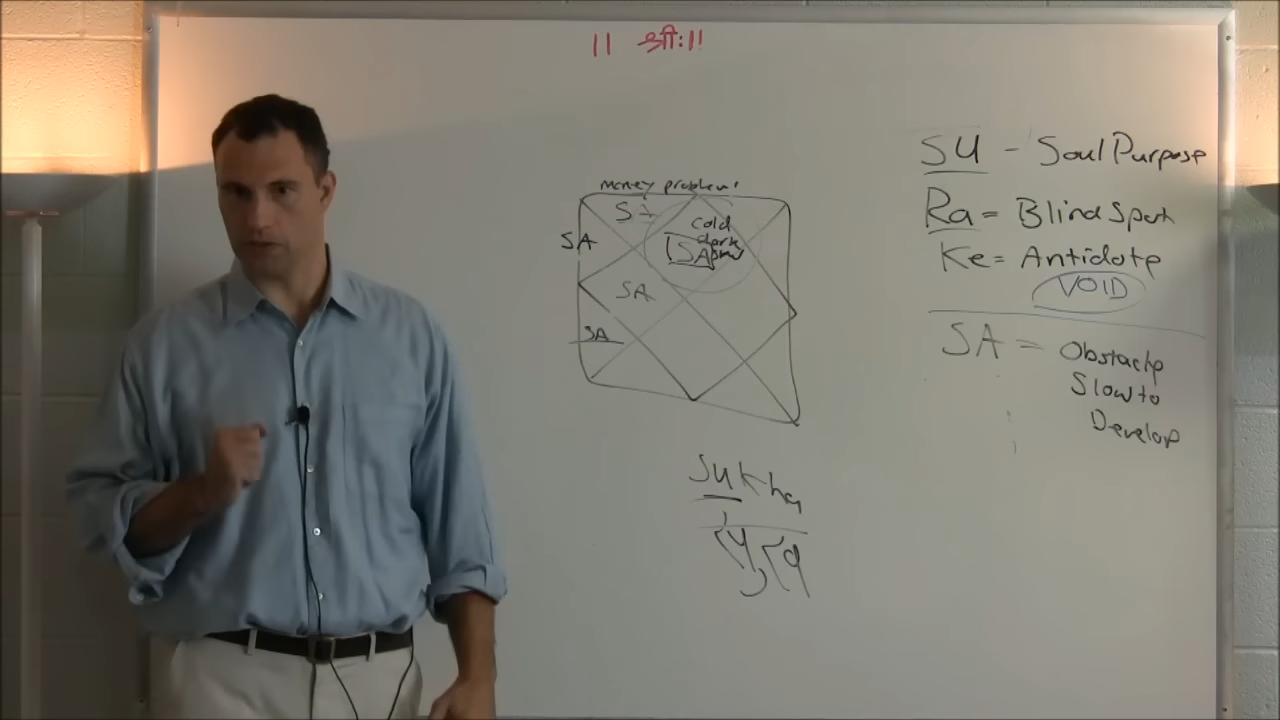 ॥ श्रीः॥
money problem!
SA
SA
cold
dark
SA
SA
SA
Sukha
सुख
SU - Soul Purpose
Ra = Blind Spot
Ke = Antidote
VOID
SA = Obstacle
Slow to
Develop